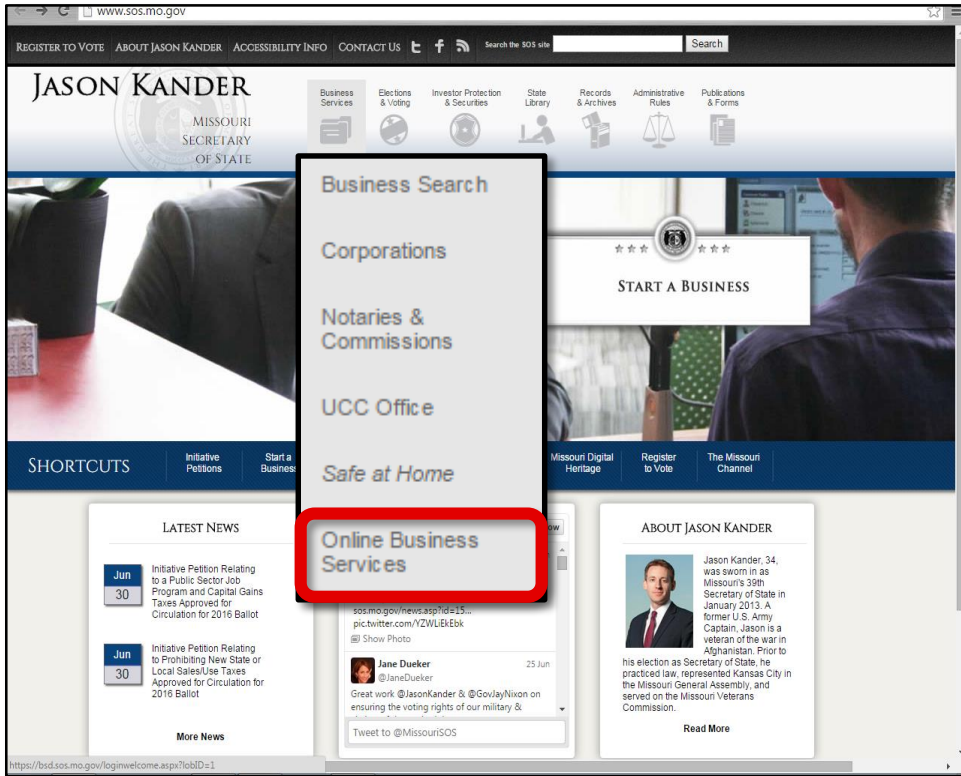 www.sos.mo.gov
REGISTER TO VOTE ABOUT JASON KANDER ACCESSIBILITY INFO CONTACT US Search the SOS site Search
JASON KANDER
MISSOURI
SECRETARY
OF STATE
Business Services
Elections & Voting
Investor Protection & Securities
State Library
Records & Archives
Administrative Rules
Publications & Forms
Business Search
Corporations
Notaries &
Commissions
UCC Office
Safe at Home
Online Business
Services
START A BUSINESS
SHORTCUTS
Initiative
Petitions
Start a
Business
Missouri Digital
Heritage
Register
to Vote
The Missouri
Channel
LATEST NEWS
Jun
30
Initiative Petition Relating
to a Public Sector Job
Program and Capital Gains
Taxes Approved for
Circulation for 2016 Ballot
Jun
30
Initiative Petition Relating
to Prohibiting New State or
Local Sales/Use Taxes
Approved for Circulation for
2016 Ballot
More News
sos.mo.gov/news.asp?id=15...
pic.twitter.com/YZWLiEkEbk
Show Photo
Jane Dueker 25 Jun
@JaneDueker
Great work @JasonKander & @GovJayNixon on
ensuring the voting rights of our military &
Tweet to @MissouriSOS
ABOUT JASON KANDER
Jason Kander, 34,
was sworn in as
Missouri's 39th
Secretary of State in
January 2013. A
former U.S. Army
Captain, Jason is a
veteran of the war in
Afghanistan. Prior to
his election as Secretary of State, he
practiced law, represented Kansas City in
the Missouri General Assembly, and
served on the Missouri Veterans
Commission.
Read More
https://bsd.sos.mo.gov/loginwelcome.aspx?lobID=1